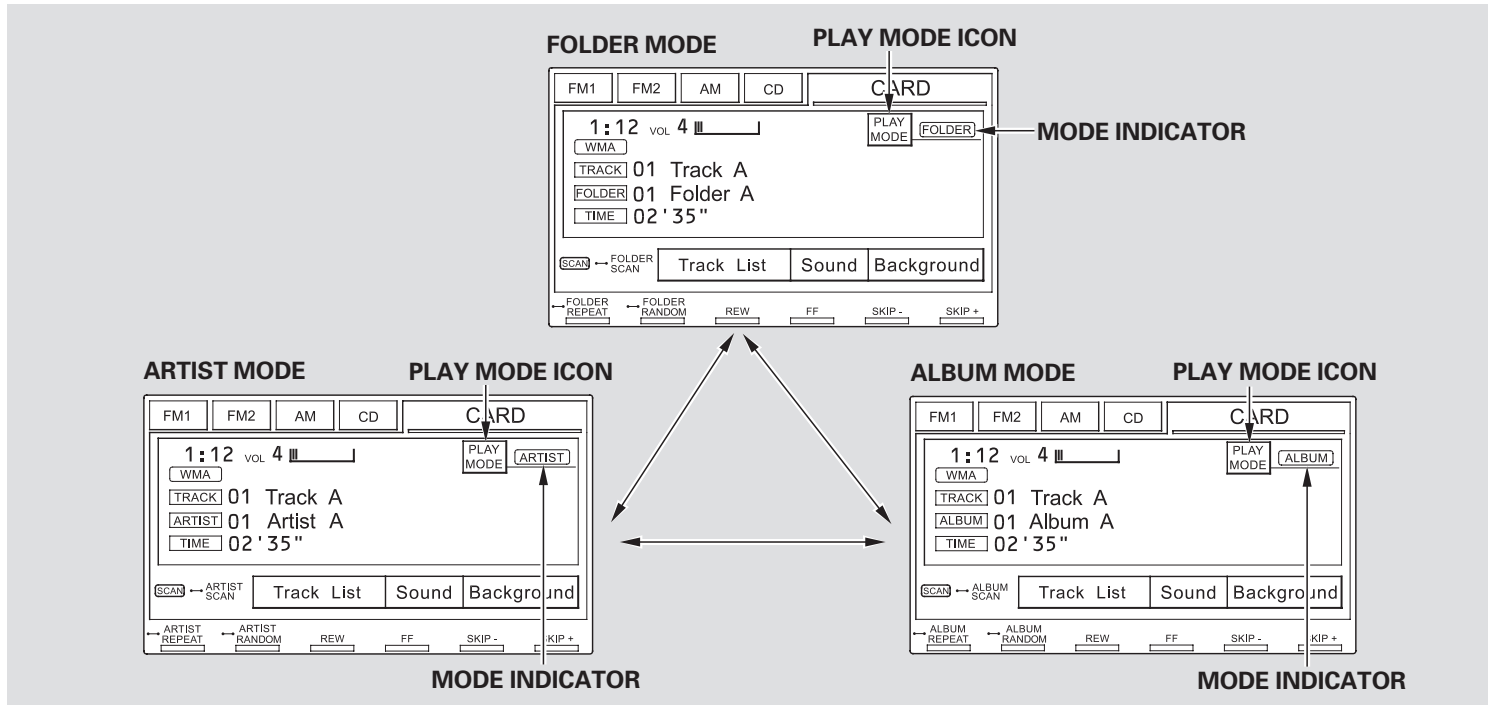 FOLDER MODE
PLAY MODE ICON
FM1 FM2 AM CD CARD
1:12 VOL 4 PLAY MODE FOLDER
MODE INDICATOR
WMA
TRACK 01 Track A
FOLDER 01 Folder A
TIME 02'35"
SCAN FOLDER SCAN Track List Sound Background
FOLDER REPEAT FOLDER RANDOM REW FF SKIP - SKIP +
ARTIST MODE
PLAY MODE ICON
FM1 FM2 AM CD CARD
1:12 VOL 4 PLAY MODE ARTIST
WMA
TRACK 01 Track A
ARTIST 01 Artist A
TIME 02'35"
SCAN ARTIST SCAN Track List Sound Background
ARTIST REPEAT ARTIST RANDOM REW FF SKIP - SKIP +
MODE INDICATOR
ALBUM MODE
PLAY MODE ICON
FM1 FM2 AM CD CARD
1:12 VOL 4 PLAY MODE ALBUM
WMA
TRACK 01 Track A
ALBUM 01 Album A
TIME 02'35"
SCAN ALBUM SCAN Track List Sound Background
ALBUM REPEAT ALBUM RANDOM REW FF SKIP - SKIP +
MODE INDICATOR